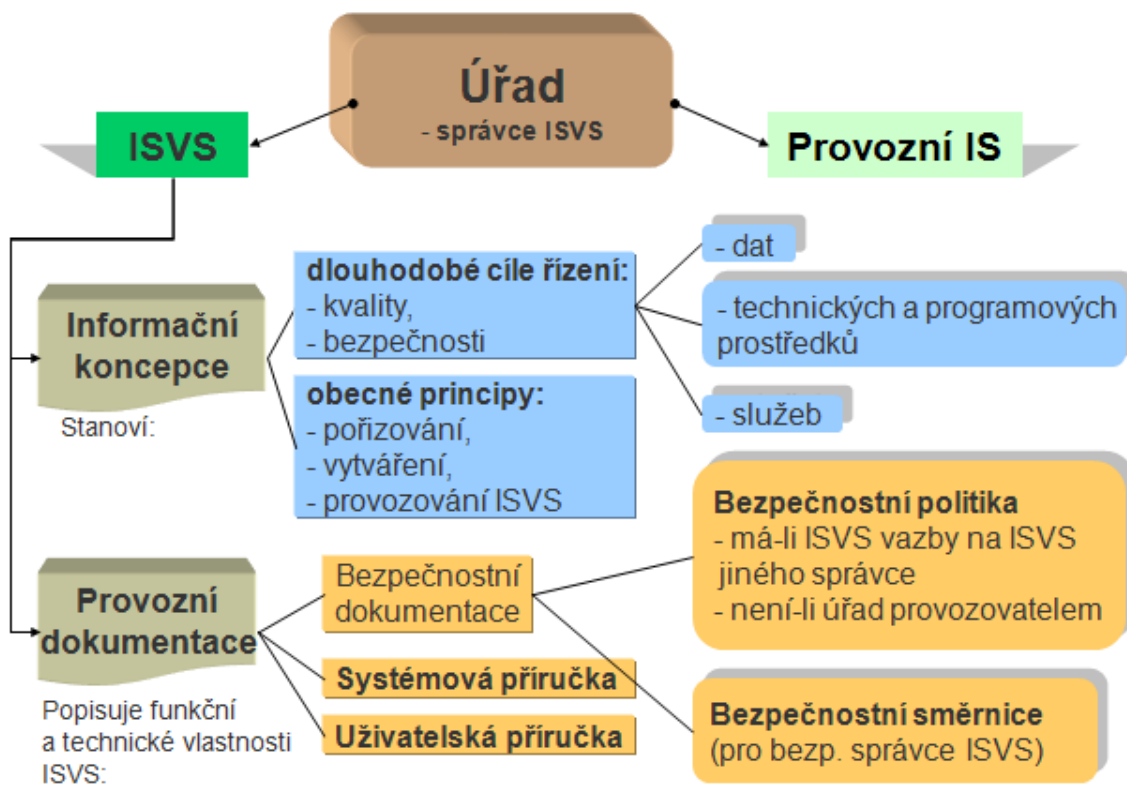 Úřad
- správce ISVS
ISVS
Provozní IS
Informační
koncepce
Stanoví:
dlouhodobé cíle řízení:
- kvality,
- bezpečnosti
obecné principy:
- pořizování,
- vytváření,
- provozování ISVS
- dat
- technických a programových
prostředků
- služeb
Provozní
dokumentace
Popisuje funkční
a technické vlastnosti
ISVS:
Bezpečnostní
dokumentace
Systémová příručka
Uživatelská příručka
Bezpečnostní politika
- má-li ISVS vazby na ISVS
jiného správce
- není-li úřad provozovatelem
Bezpečnostní směrnice
(pro bezp. správce ISVS)